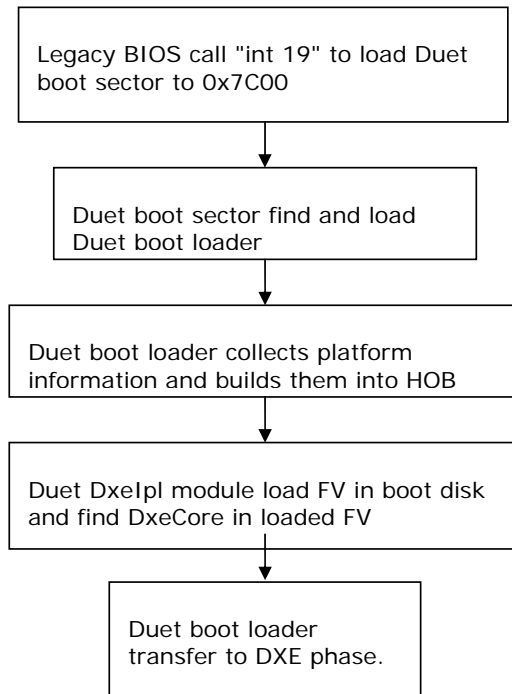 Legacy BIOS call "int 19" to load Duet
boot sector to 0x7C00
Duet boot sector find and load
Duet boot loader
Duet boot loader collects platform
information and builds them into HOB
Duet DxeIpl module load FV in boot disk
and find DxeCore in loaded FV
Duet boot loader
transfer to DXE phase.